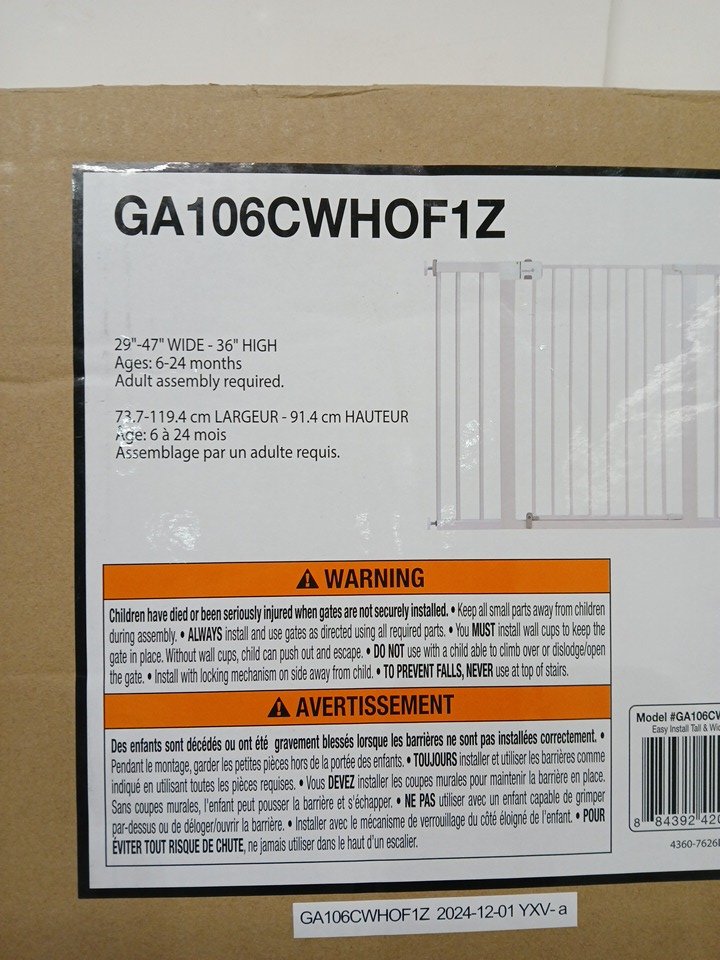 GA106CWHOF1Z
29"-47" WIDE - 36" HIGH
Ages: 6-24 months
Adult assembly required.
73.7-119.4 cm LARGEUR - 91.4 cm HAUTEUR
Age: 6 à 24 mois
Assemblage par un adulte requis.
WARNING
Children have died or been seriously injured when gates are not securely installed. • Keep all small parts away from children
during assembly. • ALWAYS install and use gates as directed using all required parts. • You MUST install wall cups to keep the
gate in place. Without wall cups, child can push out and escape. • DO NOT use with a child able to climb over or dislodge/open
the gate. • Install with locking mechanism on side away from child. • TO PREVENT FALLS, NEVER use at top of stairs.
AVERTISSEMENT
Des enfants sont décédés ou ont été gravement blessés lorsque les barrières ne sont pas installées correctement. •
Pendant le montage, garder les petites pièces hors de la portée des enfants. • TOUJOURS installer et utiliser les barrières comme
indiqué en utilisant toutes les pièces requises. • Vous DEVEZ installer les coupes murales pour maintenir la barrière en place.
Sans coupes murales, l'enfant peut pousser la barrière et s'échapper. • NE PAS utiliser avec un enfant capable de grimper
par-dessus ou de déloger/ouvrir la barrière. • Installer avec le mécanisme de verrouillage du côté éloigné de l'enfant. • POUR
ÉVITER TOUT RISQUE DE CHUTE, ne jamais utiliser dans le haut d'un escalier.
Model #GA106CW
Easy Install Tall & Wid
8 84392 420
4360-7626
GA106CWHOF1Z 2024-12-01 YXV- a